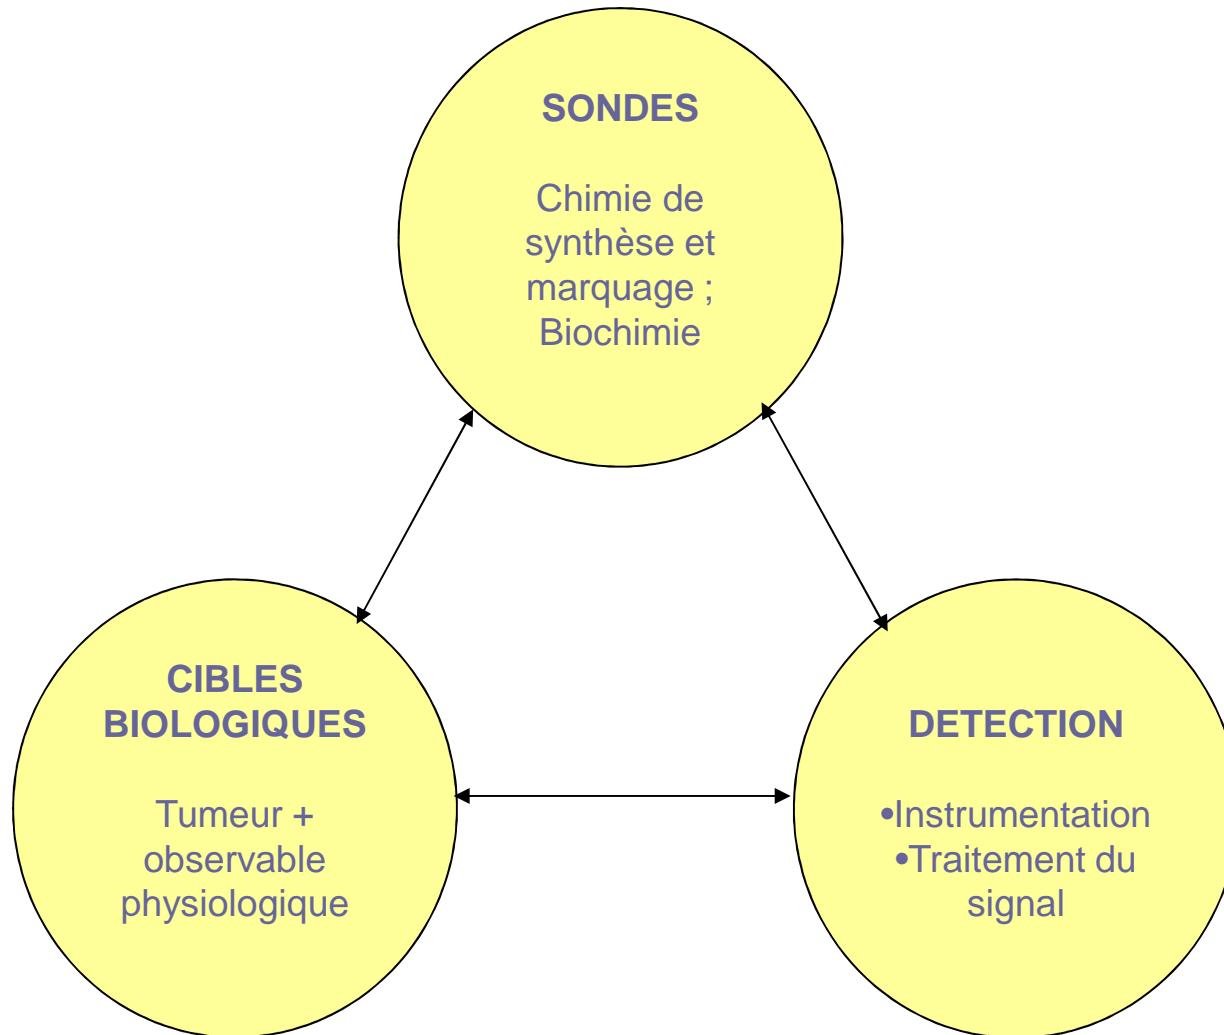 SONDES
Chimie de
synthèse et
marquage ;
Biochimie
CIBLES
BIOLOGIQUES
Tumeur +
observable
physiologique
DETECTION
•Instrumentation
•Traitement du
signal